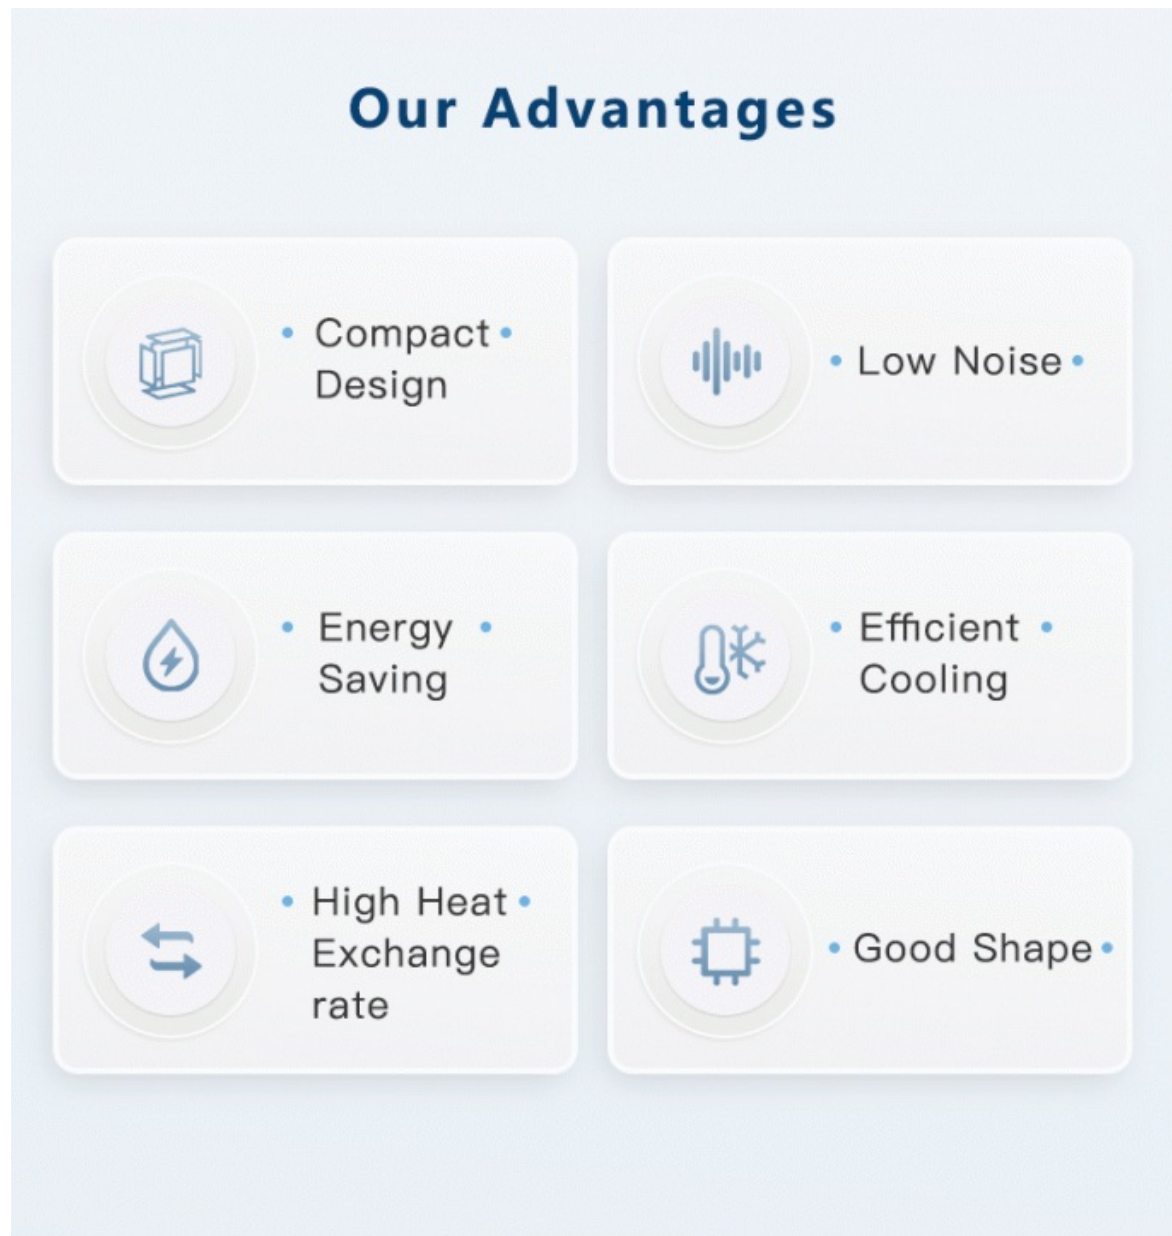 Our Advantages
• Compact •
Design
• Low Noise •
• Energy •
Saving
• Efficient •
Cooling
• High Heat •
Exchange
rate
• Good Shape •